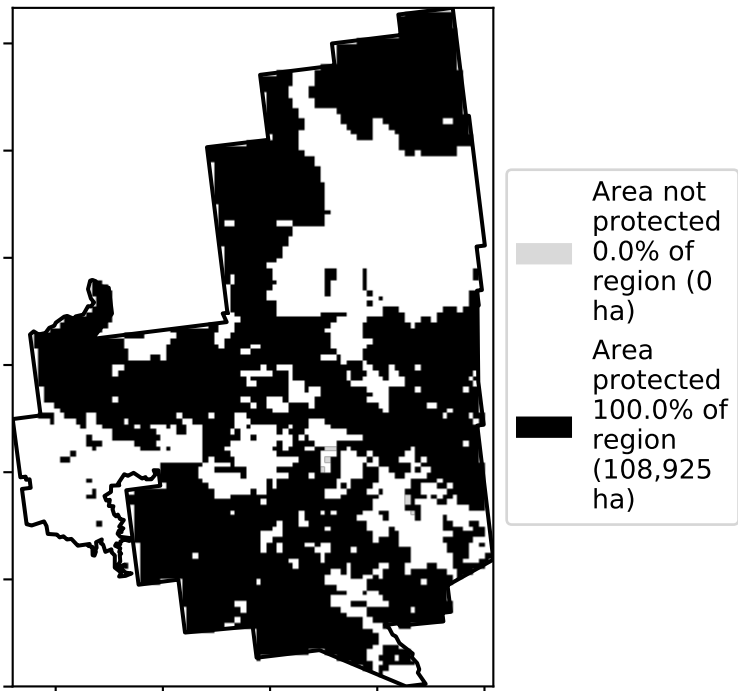 Area not
protected
0.0% of
region (0
ha)
Area
protected
100.0% of
region
(108,925
ha)